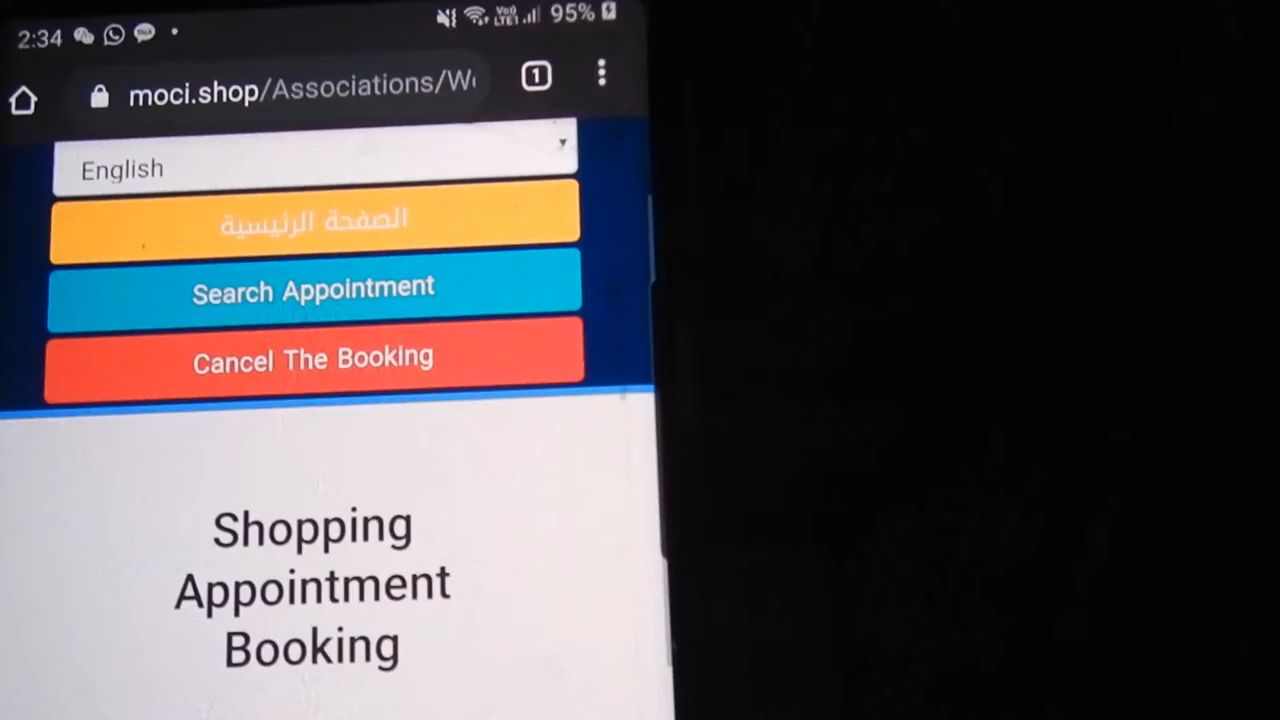 2:34 95%
moci.shop/Associations/W
1
English
الصفحة الرئيسية
Search Appointment
Cancel The Booking
Shopping
Appointment
Booking